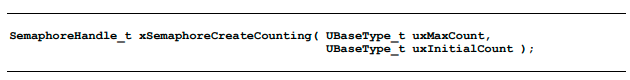 SemaphoreHandle_t xSemaphoreCreateCounting( UBaseType_t uxMaxCount,
UBaseType_t uxInitialCount );